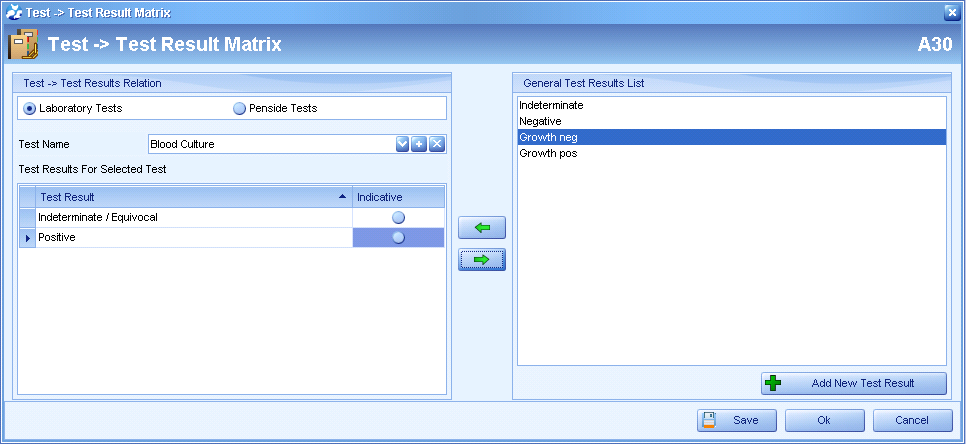 Test -> Test Result Matrix
Test -> Test Result Matrix
A30
Test -> Test Results Relation
Laboratory Tests
Penside Tests
Test Name
Blood Culture
Test Results For Selected Test
Test Result
Indicative
Indeterminate / Equivocal
Positive
General Test Results List
Indeterminate
Negative
Growth neg
Growth pos
Add New Test Result
Save
Ok
Cancel